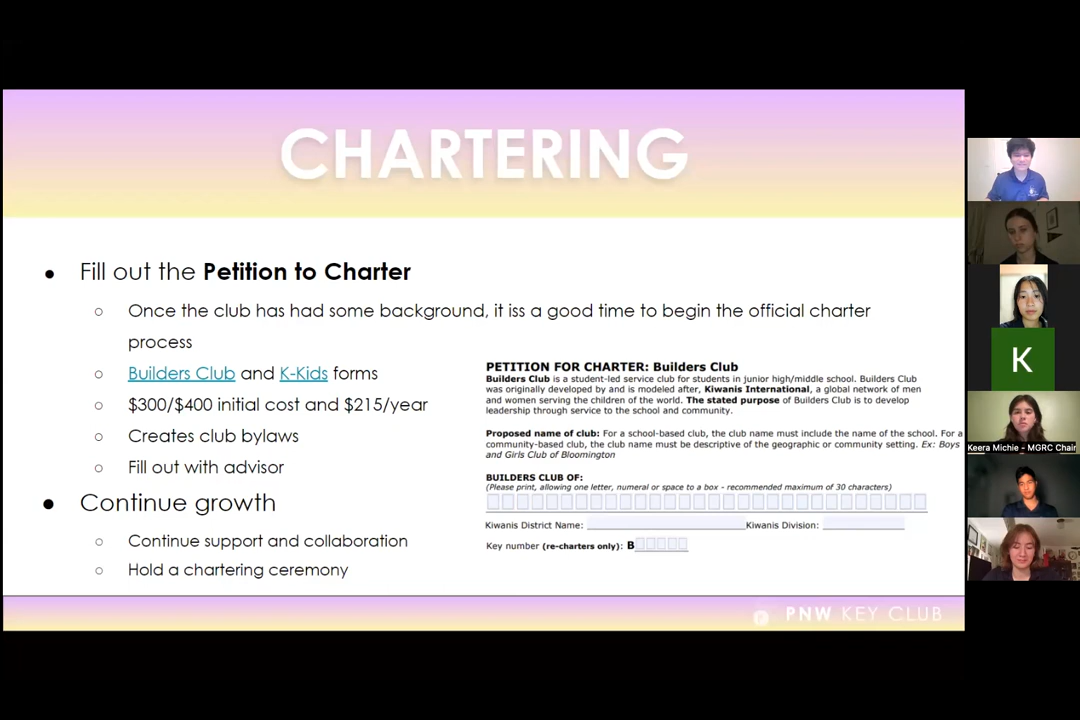 CHARTERING
● Fill out the Petition to Charter
○ Once the club has had some background, it iss a good time to begin the official charter
process
○ Builders Club and K-Kids forms
○ $300/$400 initial cost and $215/year
○ Creates club bylaws
○ Fill out with advisor
● Continue growth
○ Continue support and collaboration
○ Hold a chartering ceremony
PETITION FOR CHARTER: Builders Club
Builders Club is a student-led service club for students in junior high/middle school. Builders Club
was originally developed by and is modeled after, Kiwanis International, a global network of men
and women serving the children of the world. The stated purpose of Builders Club is to develop
leadership through service to the school and community.
Proposed name of club: For a school-based club, the club name must include the name of the school. For a
community-based club, the club name must be descriptive of the geographic or community setting. Ex: Boys
and Girls Club of Bloomington
BUILDERS CLUB OF:
(Please print, allowing one letter, numeral or space to a box - recommended maximum of 30 characters)
Kiwanis District Name: Kiwanis Division:
Key number (re-charters only): B
PNW KEY CLUB
K
Keera Michie - MGRC Chair